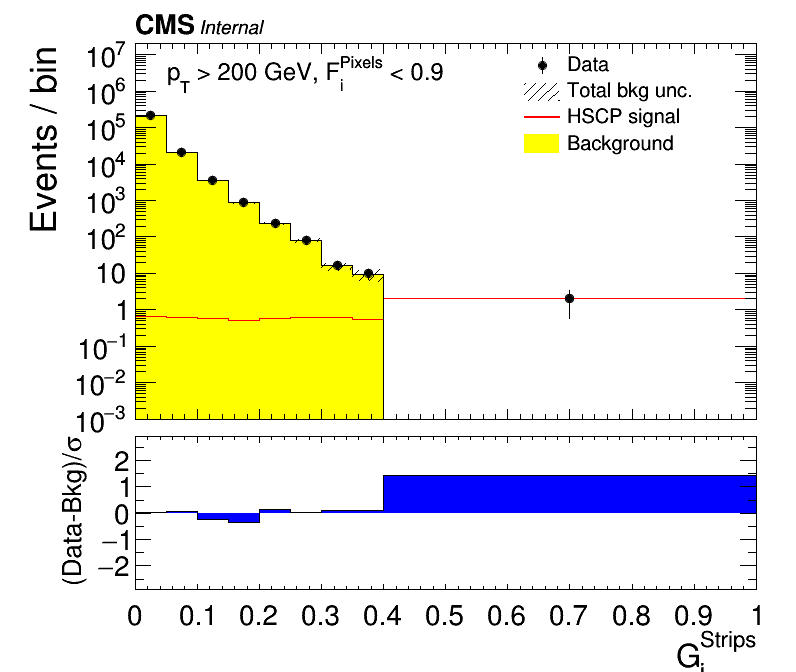 CMS Internal
p_T > 200 GeV, F_i^Pixels < 0.9
Data
Total bkg unc.
HSCP signal
Background
Events / bin
10^7
10^6
10^5
10^4
10^3
10^2
10
1
10^−1
10^−2
10^−3
(Data-Bkg)/σ
2
1
0
−1
−2
0 0.1 0.2 0.3 0.4 0.5 0.6 0.7 0.8 0.9 1
G_i^Strips